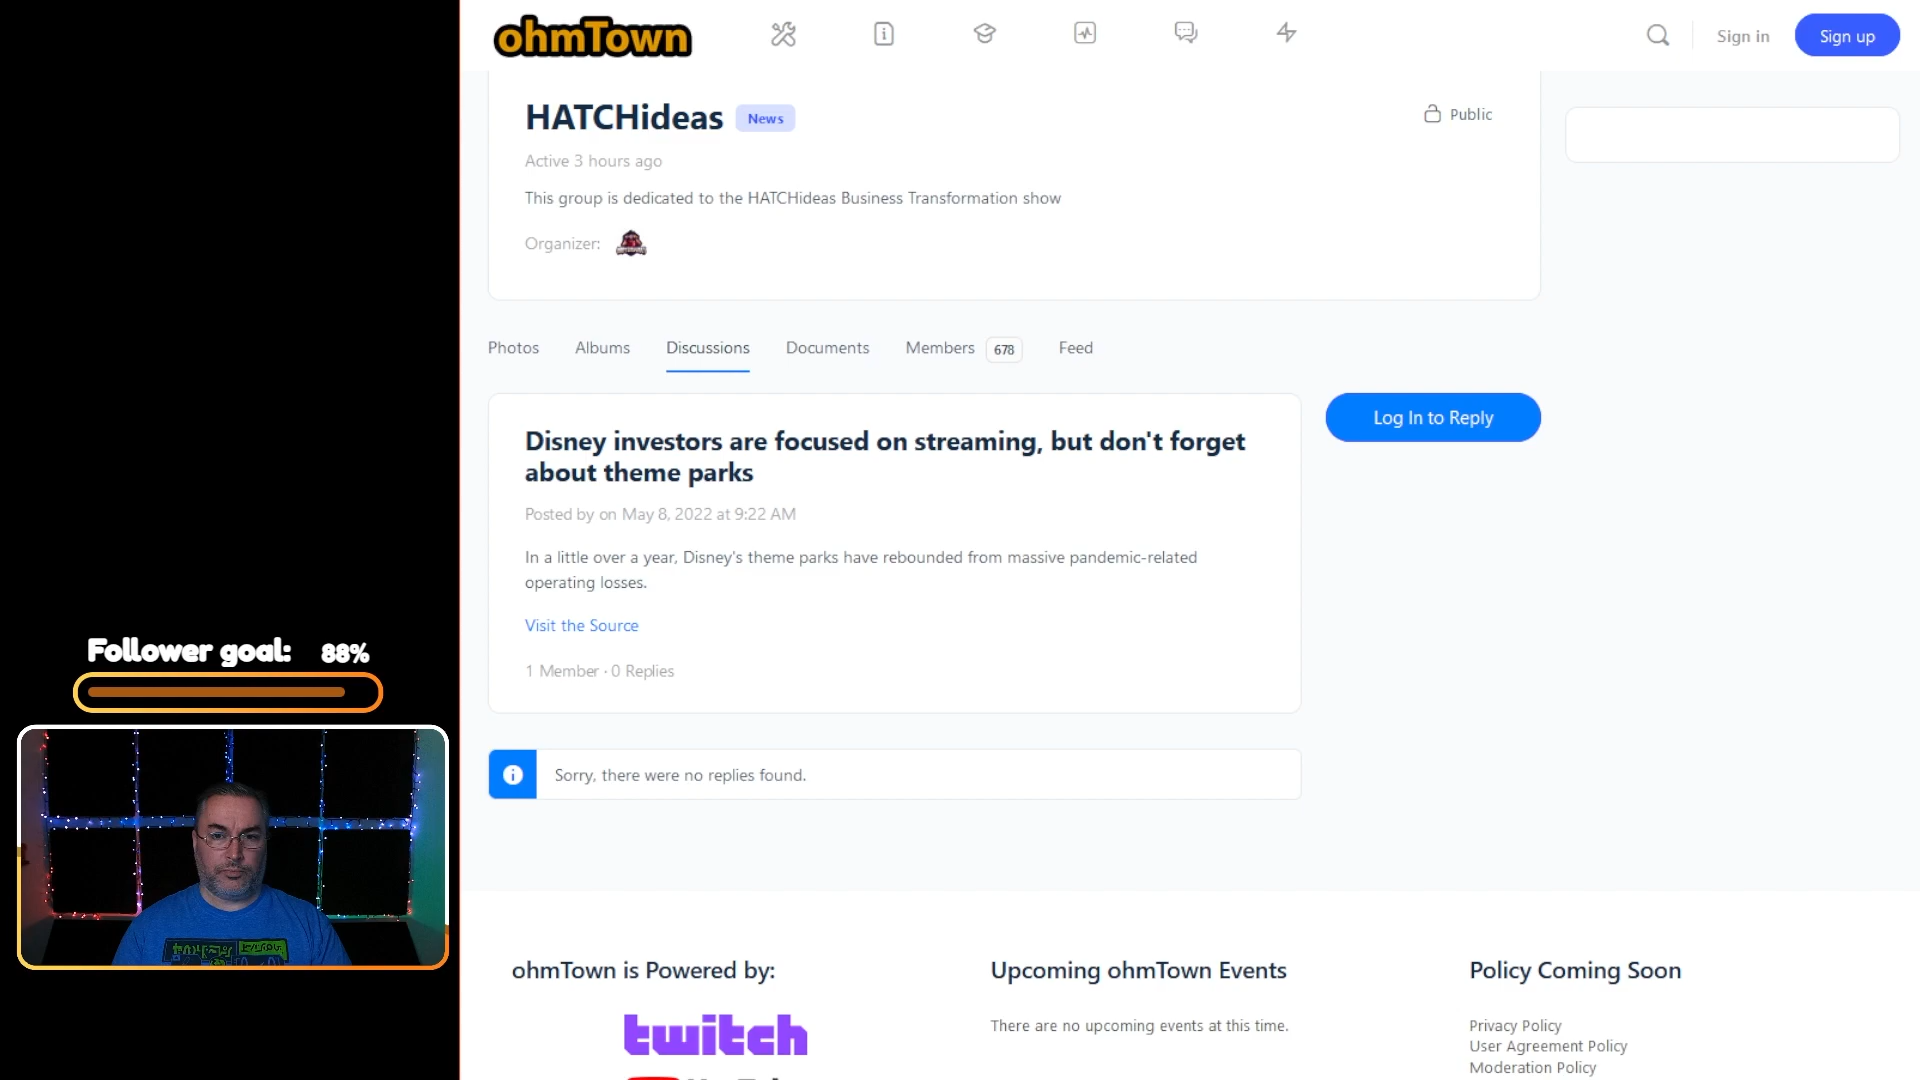 ohmTown
Sign in
Sign up
HATCHideas
News
Public
Active 3 hours ago
This group is dedicated to the HATCHideas Business Transformation show
Organizer:
Photos
Albums
Discussions
Documents
Members
678
Feed
Disney investors are focused on streaming, but don't forget
about theme parks
Posted by on May 8, 2022 at 9:22 AM
In a little over a year, Disney's theme parks have rebounded from massive pandemic-related
operating losses.
Visit the Source
1 Member · 0 Replies
Log In to Reply
Sorry, there were no replies found.
Follower goal: 88%
ohmTown is Powered by:
twitch
Upcoming ohmTown Events
There are no upcoming events at this time.
Policy Coming Soon
Privacy Policy
User Agreement Policy
Moderation Policy